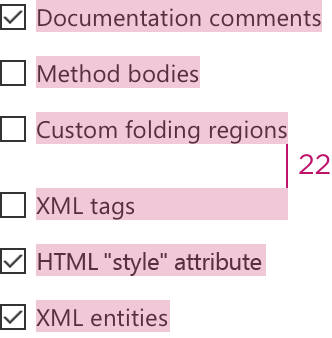 Documentation comments
Method bodies
Custom folding regions
22
XML tags
HTML "style" attribute
XML entities